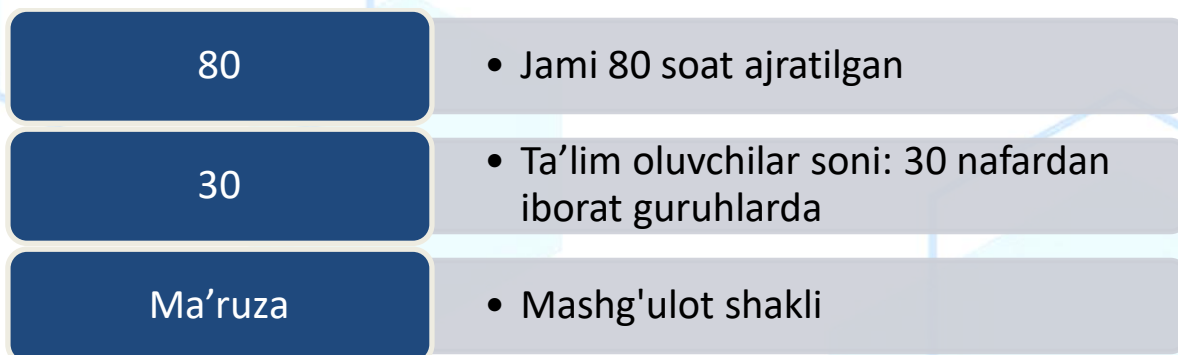 80
• Jami 80 soat ajratilgan
30
• Ta’lim oluvchilar soni: 30 nafardan
iborat guruhlarda
Ma’ruza
• Mashg'ulot shakli